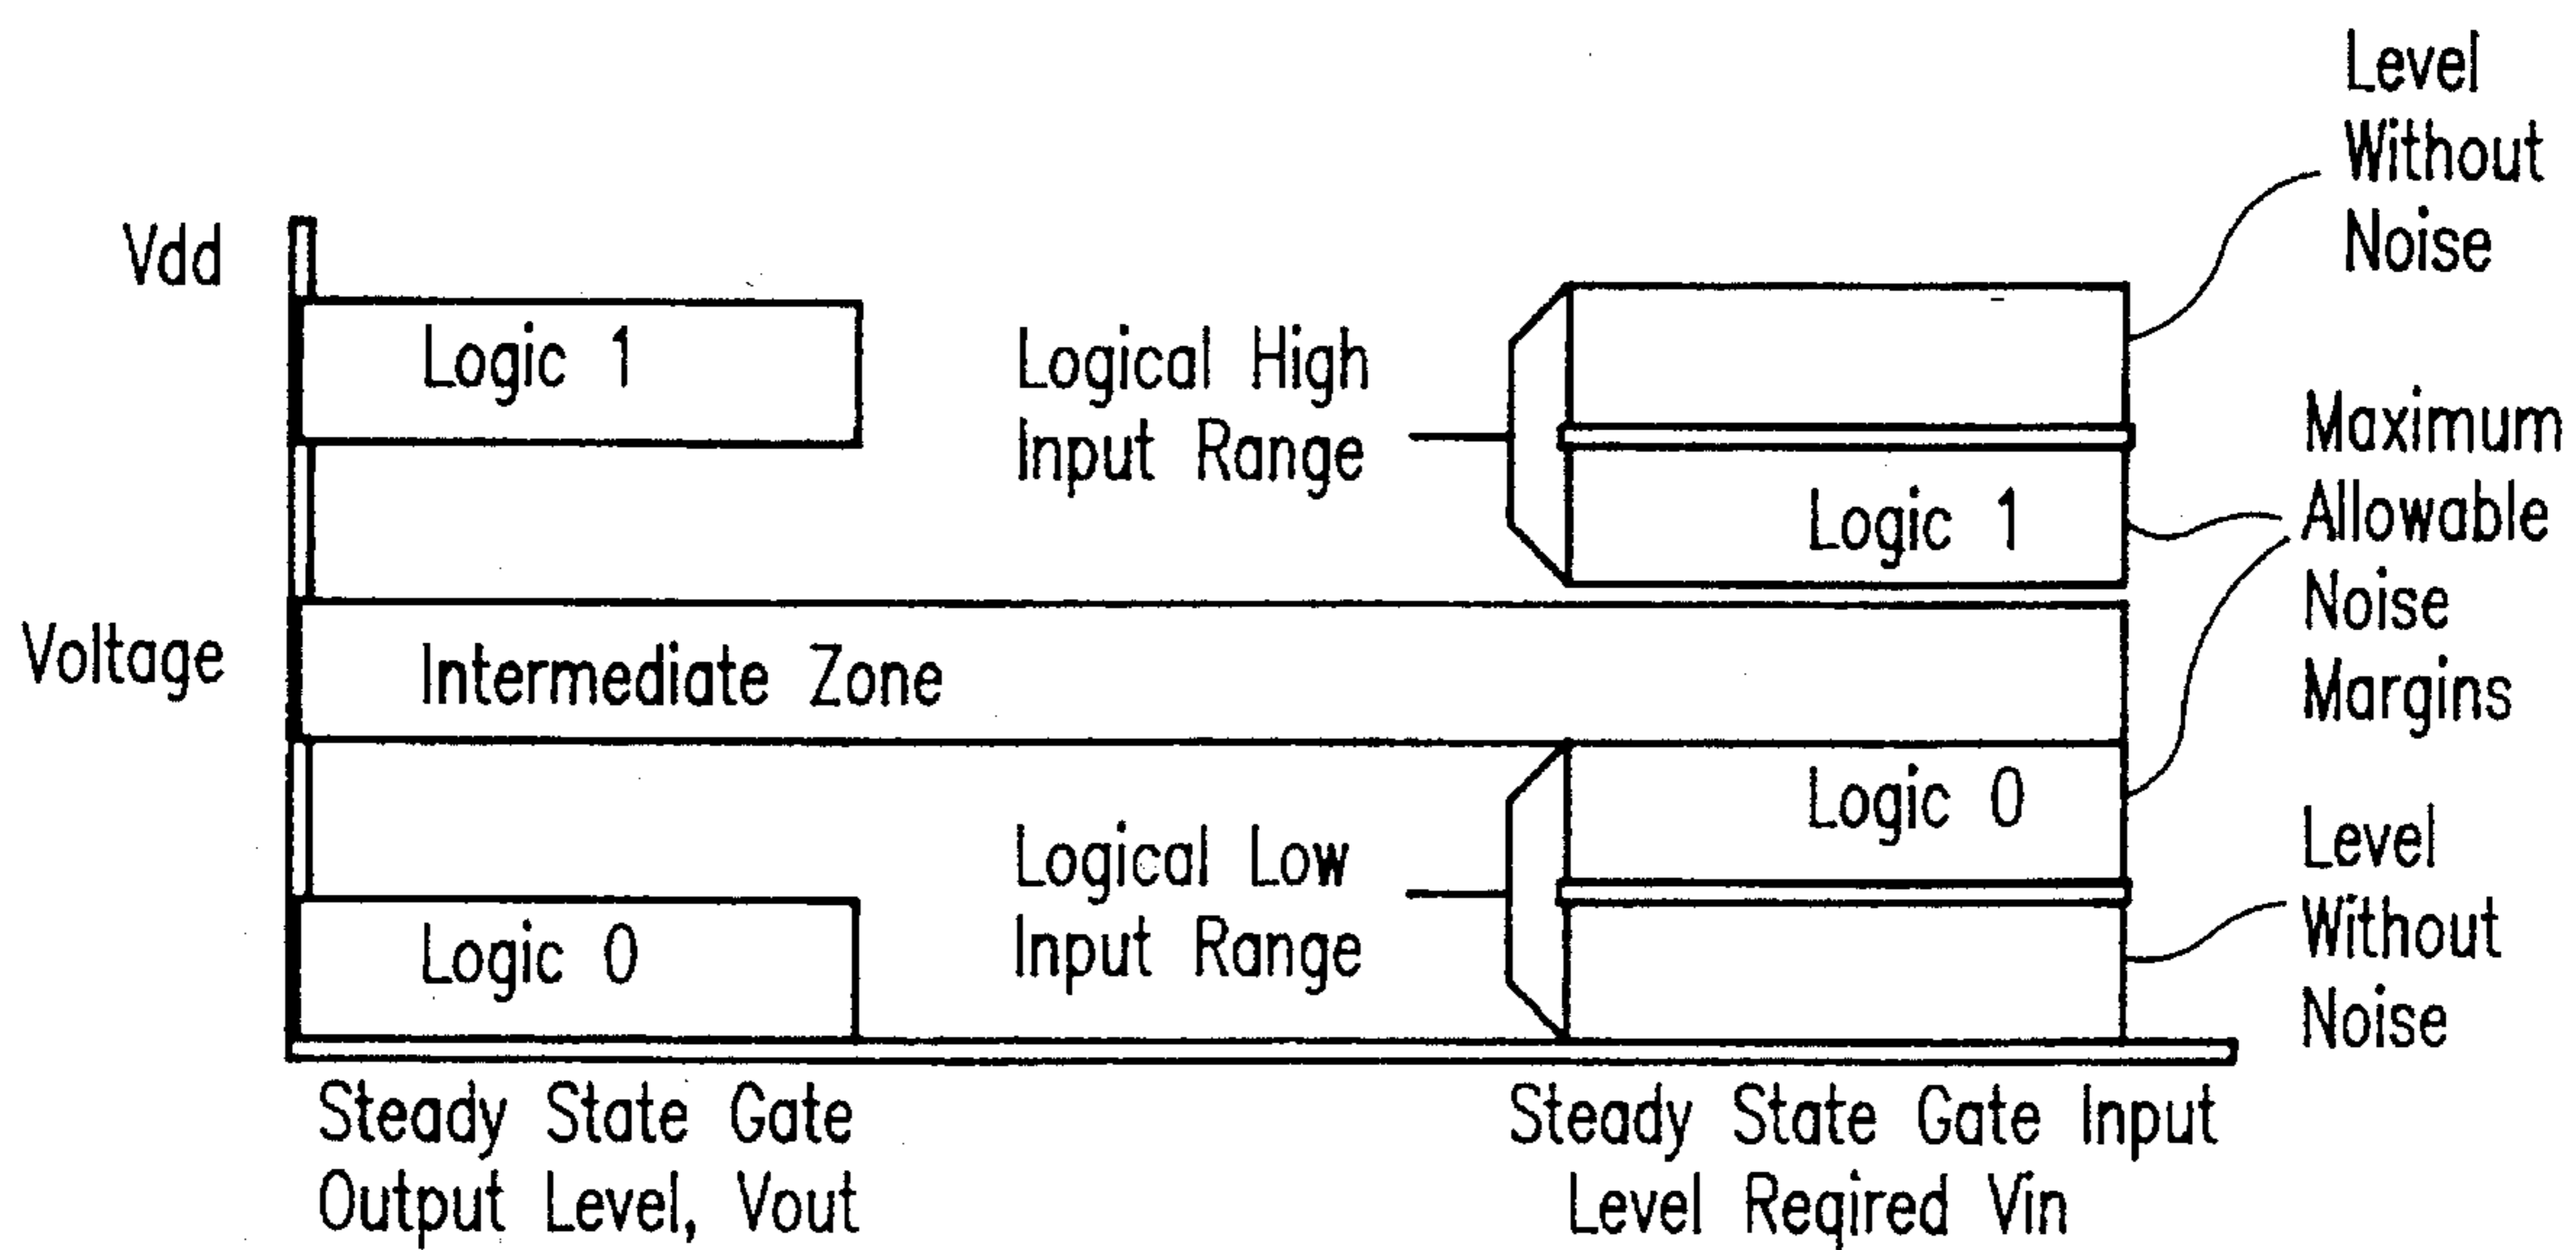 Level
Without
Noise
Vdd
Logic 1
Logical High
Input Range
Maximum
Allowable
Noise
Margins
Logic 1
Voltage
Intermediate Zone
Logic 0
Logical Low
Input Range
Level
Without
Noise
Logic 0
Steady State Gate
Output Level, Vout
Steady State Gate Input
Level Reqired Vin